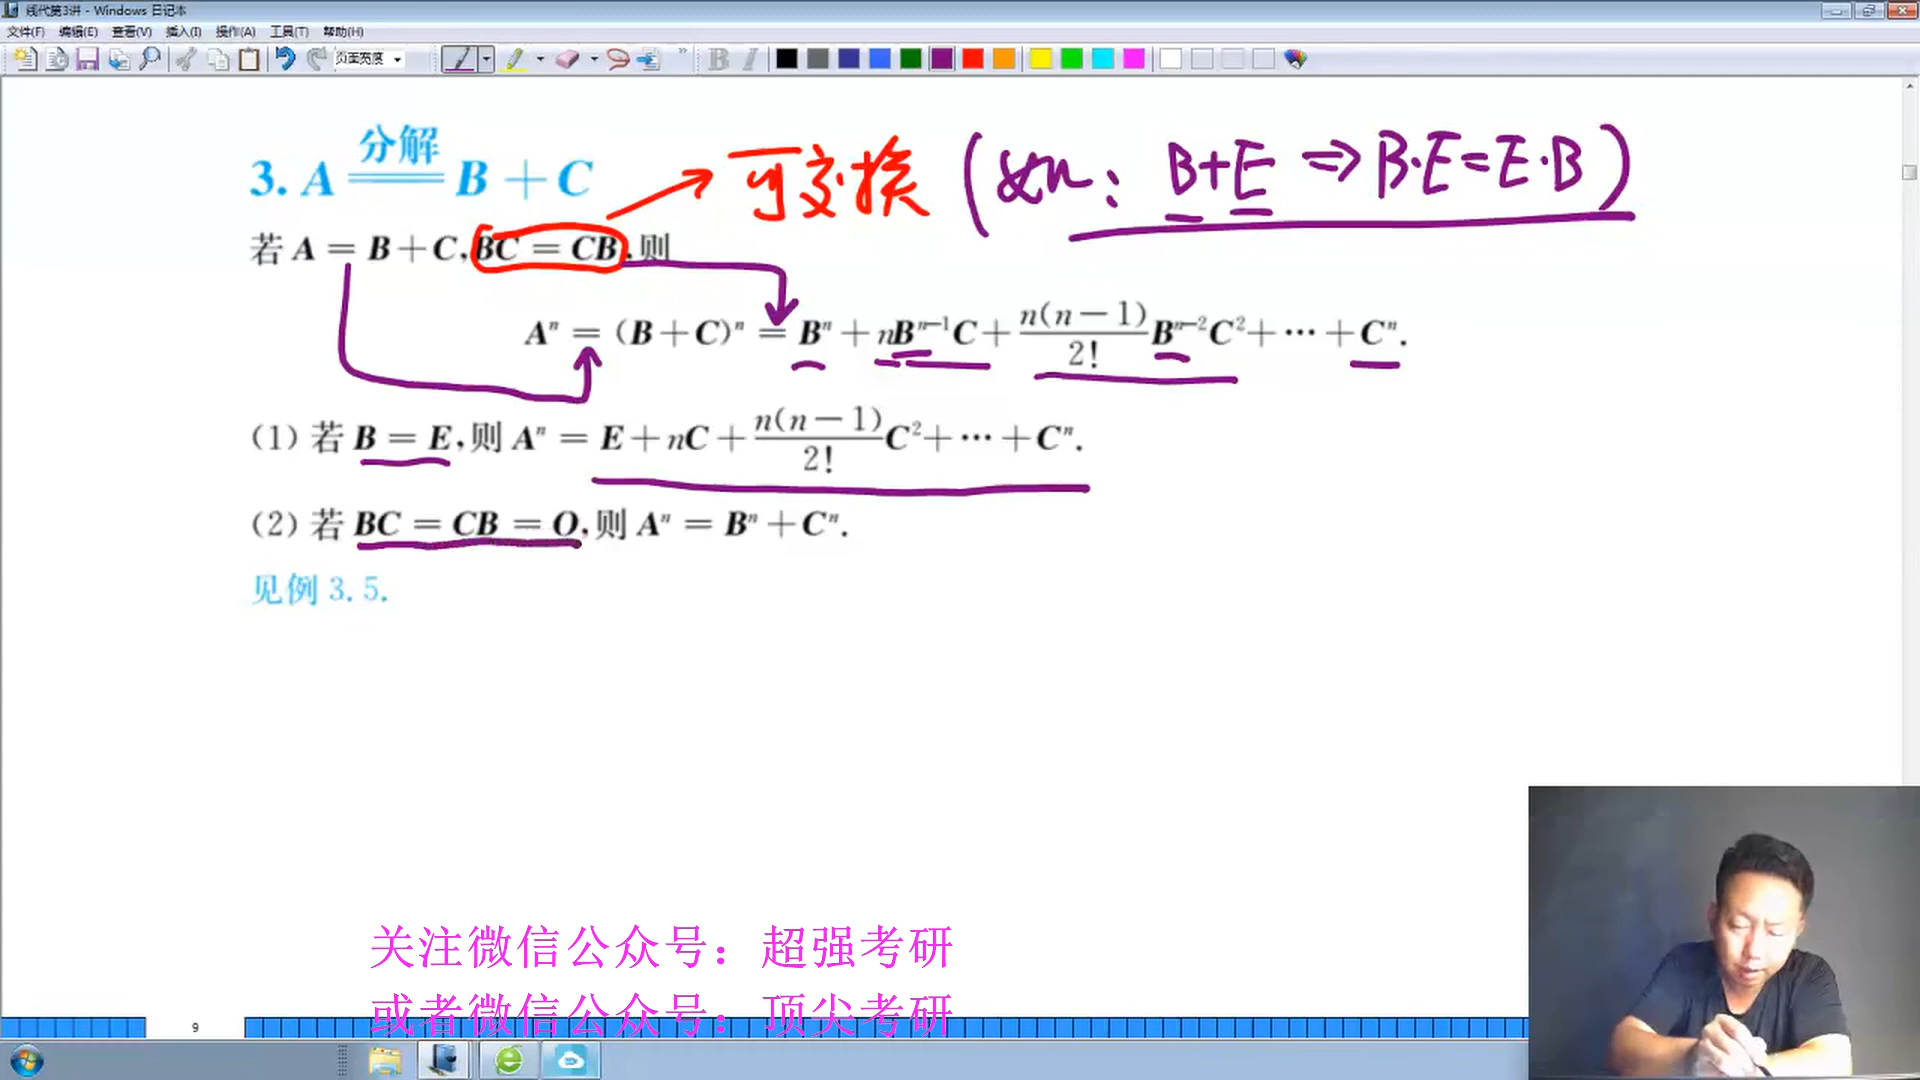 线代第3讲 - Windows 日记本
文件(F) 编辑(E) 查看(V) 插入(I) 操作(A) 工具(T) 帮助(H)
页面宽度
B I
3. A 分解 B + C
可交换 (如: B+E ⇒ B·E=E·B)
若 A = B + C, BC = CB, 则
Aⁿ = (B + C)ⁿ = Bⁿ + nBⁿ⁻¹C + n(n − 1)/2! Bⁿ⁻²C² + ⋯ + Cⁿ.
(1) 若 B = E, 则 Aⁿ = E + nC + n(n − 1)/2! C² + ⋯ + Cⁿ.
(2) 若 BC = CB = O, 则 Aⁿ = Bⁿ + Cⁿ.
见例 3.5.
关注微信公众号：超强考研
或者微信公众号：顶尖考研
9